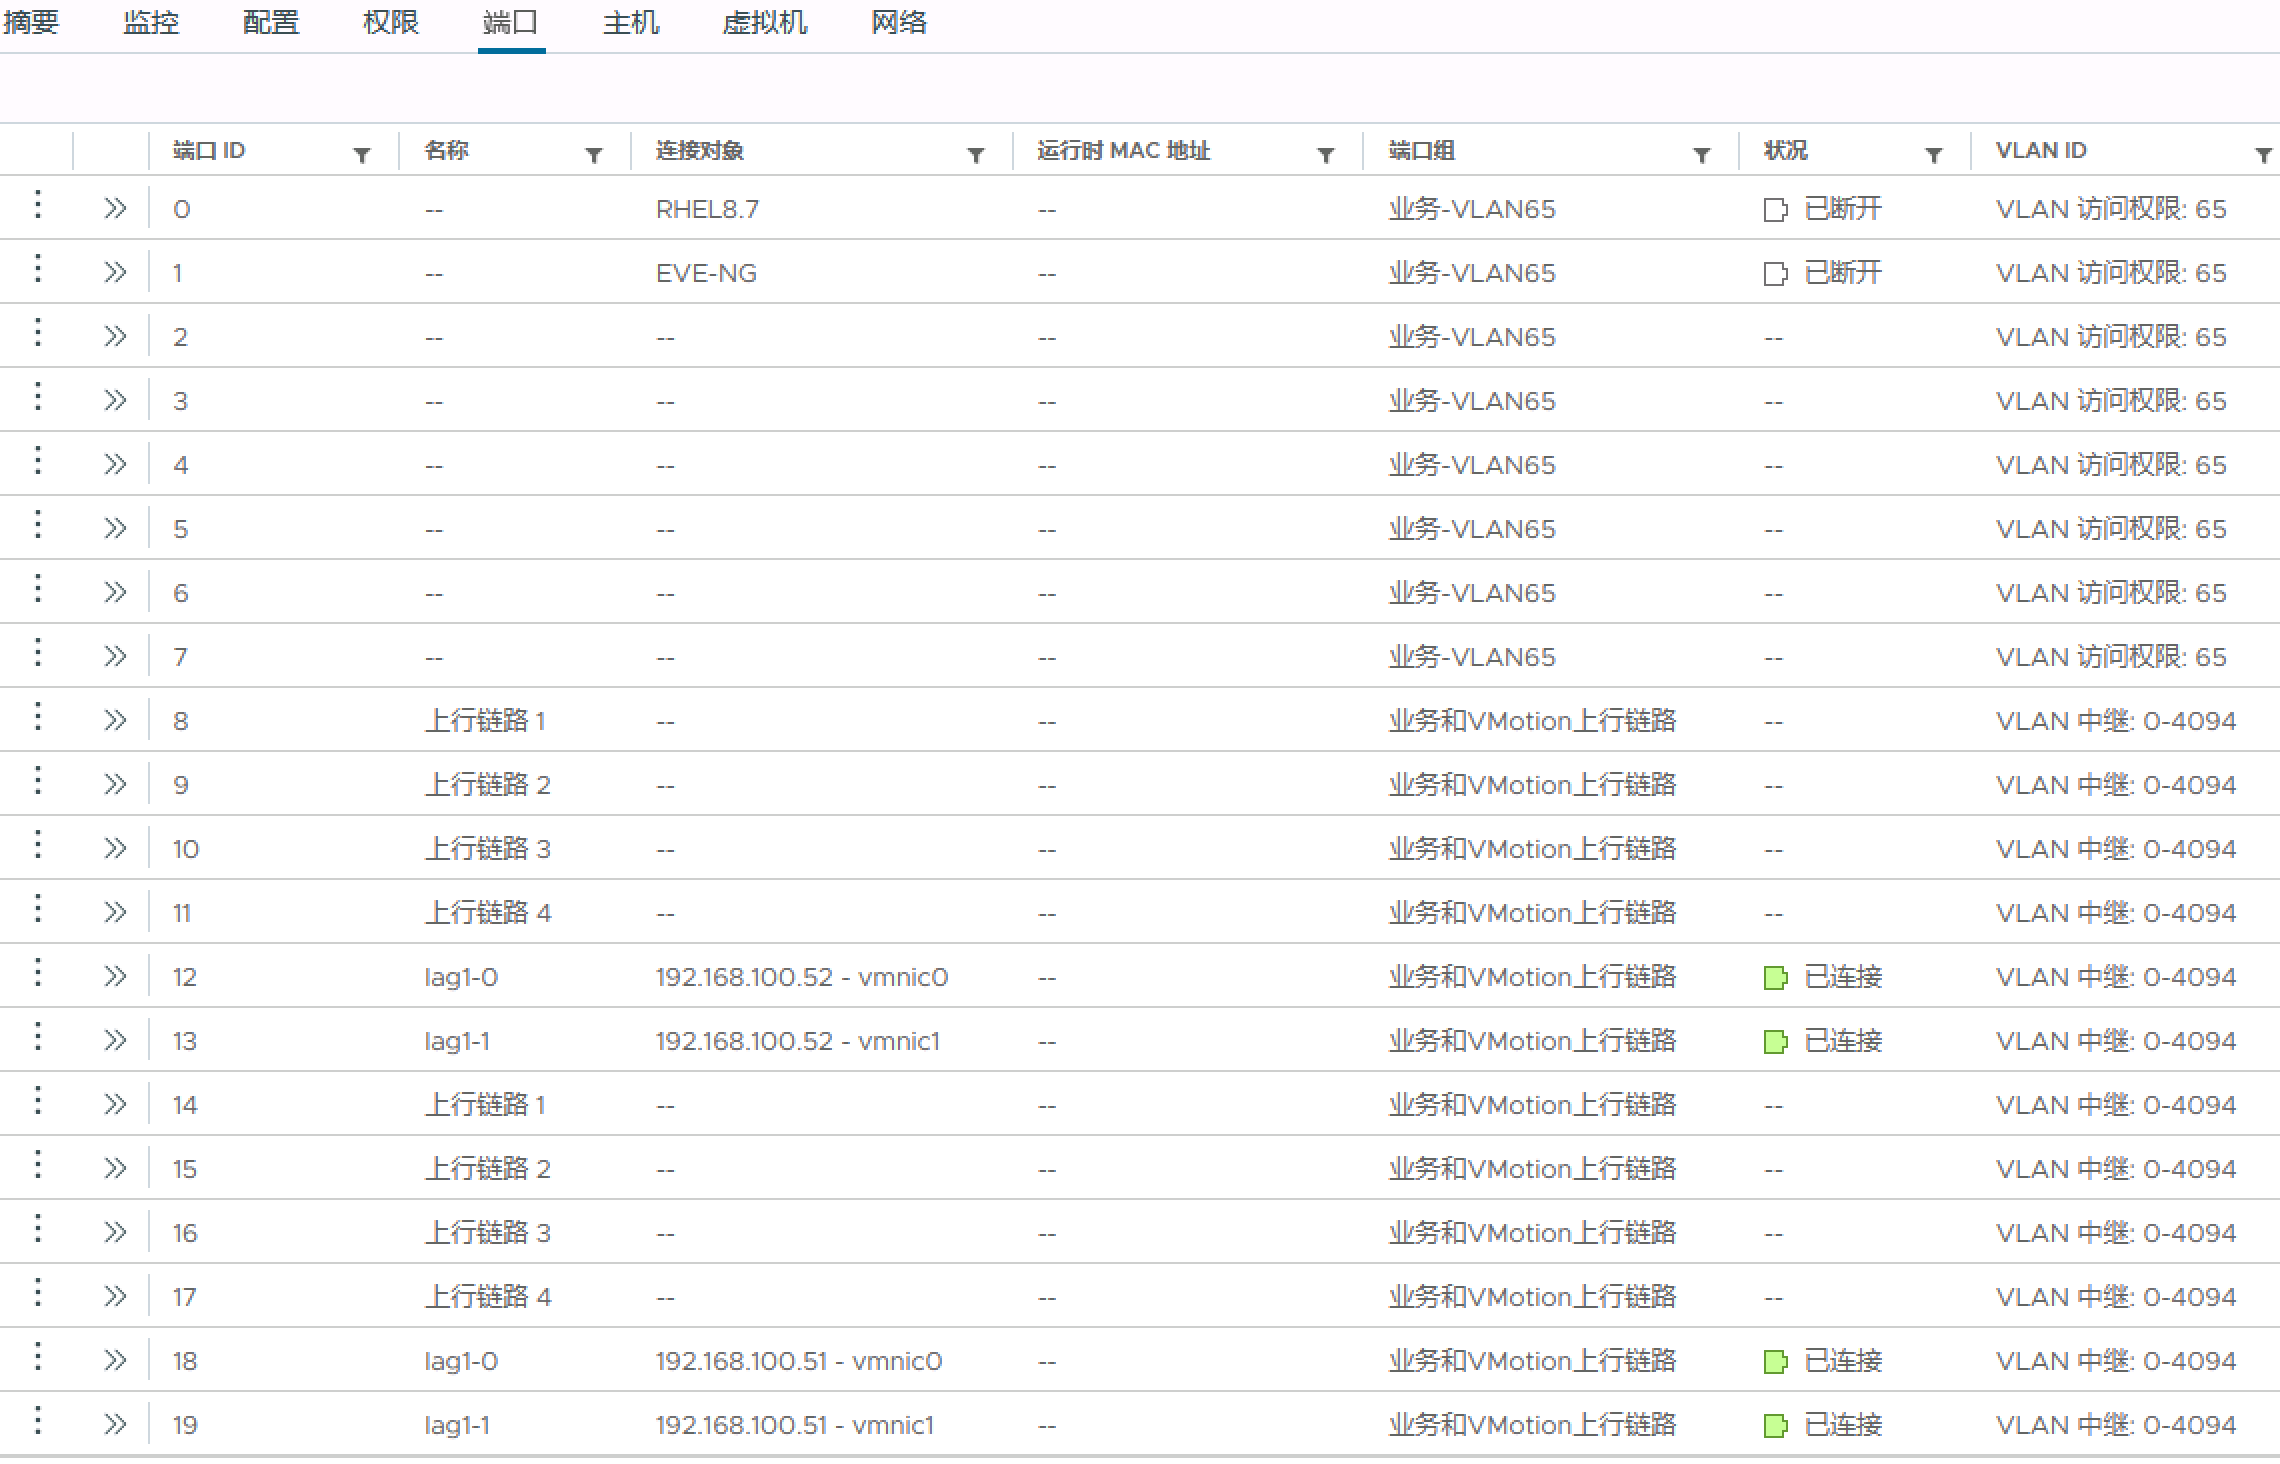 摘要 监控 配置 权限 端口 主机 虚拟机 网络
端口 ID 名称 连接对象 运行时 MAC 地址 端口组 状况 VLAN ID
0 -- RHEL8.7 -- 业务-VLAN65 已断开 VLAN 访问权限: 65
1 -- EVE-NG -- 业务-VLAN65 已断开 VLAN 访问权限: 65
2 -- -- -- 业务-VLAN65 -- VLAN 访问权限: 65
3 -- -- -- 业务-VLAN65 -- VLAN 访问权限: 65
4 -- -- -- 业务-VLAN65 -- VLAN 访问权限: 65
5 -- -- -- 业务-VLAN65 -- VLAN 访问权限: 65
6 -- -- -- 业务-VLAN65 -- VLAN 访问权限: 65
7 -- -- -- 业务-VLAN65 -- VLAN 访问权限: 65
8 上行链路 1 -- -- 业务和VMotion上行链路 -- VLAN 中继: 0-4094
9 上行链路 2 -- -- 业务和VMotion上行链路 -- VLAN 中继: 0-4094
10 上行链路 3 -- -- 业务和VMotion上行链路 -- VLAN 中继: 0-4094
11 上行链路 4 -- -- 业务和VMotion上行链路 -- VLAN 中继: 0-4094
12 lag1-0 192.168.100.52 - vmnic0 -- 业务和VMotion上行链路 已连接 VLAN 中继: 0-4094
13 lag1-1 192.168.100.52 - vmnic1 -- 业务和VMotion上行链路 已连接 VLAN 中继: 0-4094
14 上行链路 1 -- -- 业务和VMotion上行链路 -- VLAN 中继: 0-4094
15 上行链路 2 -- -- 业务和VMotion上行链路 -- VLAN 中继: 0-4094
16 上行链路 3 -- -- 业务和VMotion上行链路 -- VLAN 中继: 0-4094
17 上行链路 4 -- -- 业务和VMotion上行链路 -- VLAN 中继: 0-4094
18 lag1-0 192.168.100.51 - vmnic0 -- 业务和VMotion上行链路 已连接 VLAN 中继: 0-4094
19 lag1-1 192.168.100.51 - vmnic1 -- 业务和VMotion上行链路 已连接 VLAN 中继: 0-4094